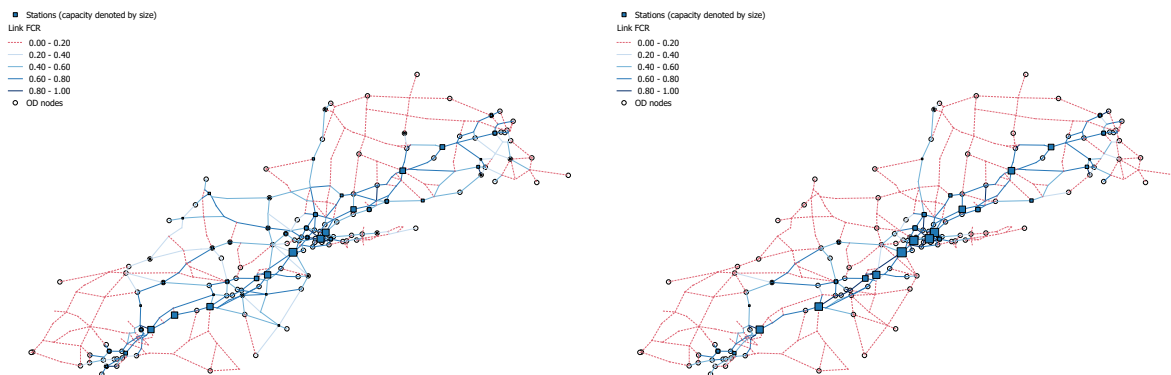 Stations (capacity denoted by size)
Link FCR
0.00 - 0.20
0.20 - 0.40
0.40 - 0.60
0.60 - 0.80
0.80 - 1.00
OD nodes
Stations (capacity denoted by size)
Link FCR
0.00 - 0.20
0.20 - 0.40
0.40 - 0.60
0.60 - 0.80
0.80 - 1.00
OD nodes